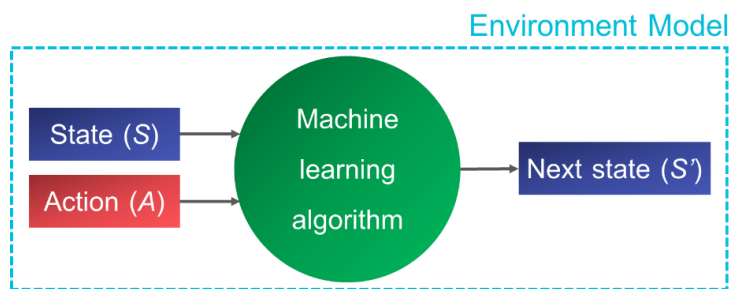 Environment Model
State (S)
Action (A)
Machine
learning
algorithm
Next state (S’)